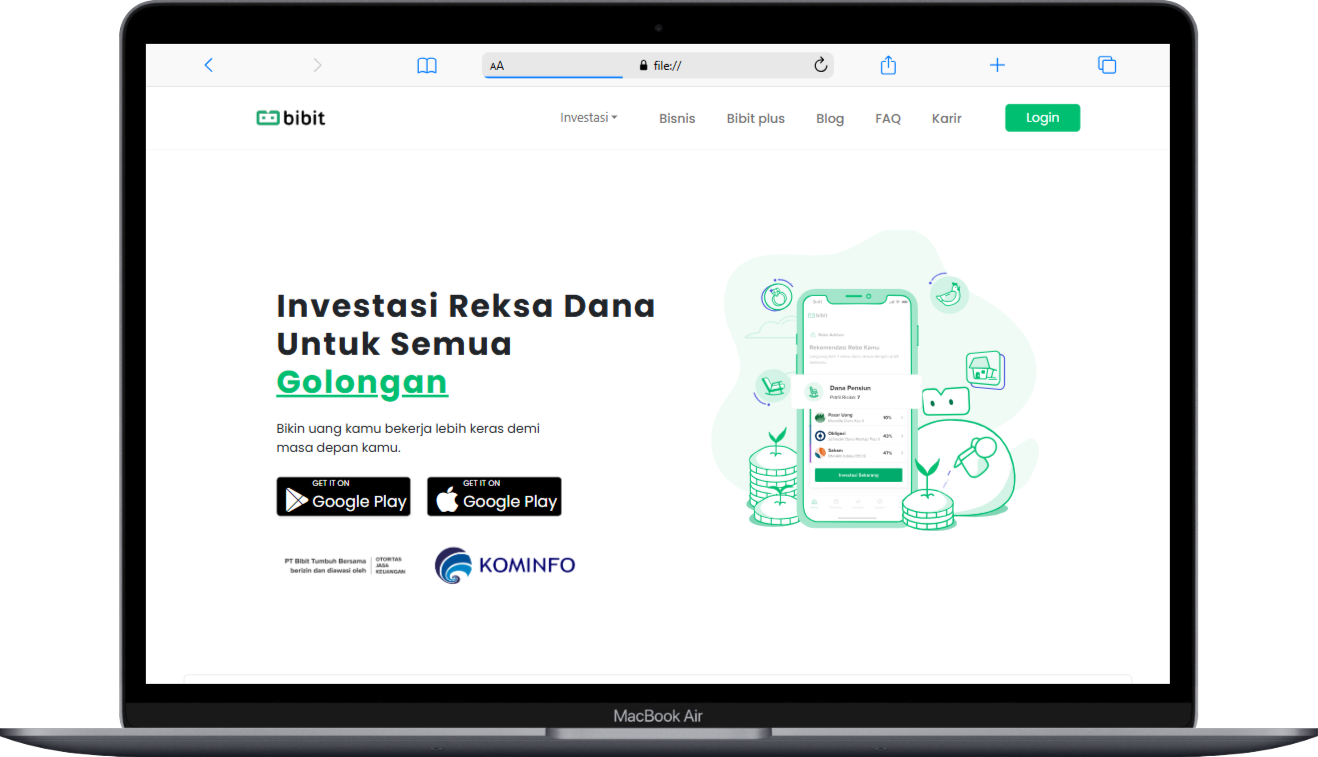 AA
file://
bibit
Investasi
Bisnis
Bibit plus
Blog
FAQ
Karir
Login
Investasi Reksa Dana
Untuk Semua
Golongan
Bikin uang kamu bekerja lebih keras demi
masa depan kamu.
GET IT ON
Google Play
GET IT ON
Google Play
PT Bibit Tumbuh Bersama
berizin dan diawasi oleh
OTORITAS
JASA
KEUANGAN
KOMINFO
9:41
bibit
Rekomendasi Robo Kamu
Dana Pensiun
Profil Risiko: 7
Pasar Uang
10%
Obligasi
43%
Saham
47%
Investasi Sekarang
MacBook Air